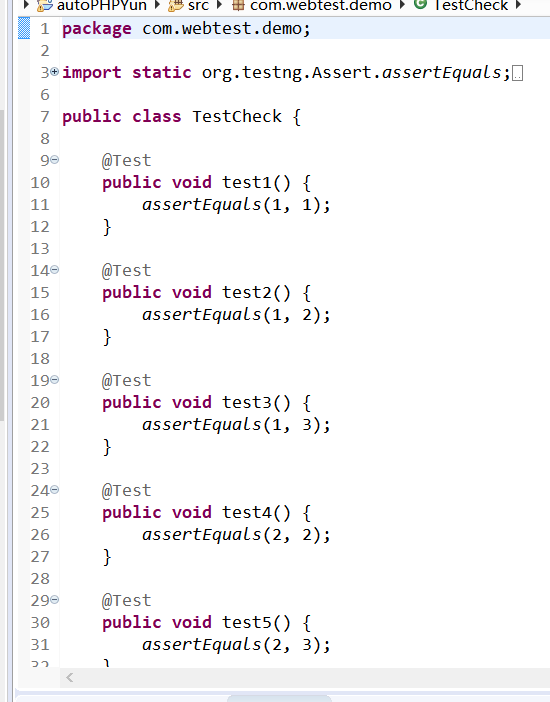 autoPHPYun src com.webtest.demo TestCheck
1 package com.webtest.demo;
2
3 import static org.testng.Assert.assertEquals;
6
7 public class TestCheck {
8
9 @Test
10 public void test1() {
11 assertEquals(1, 1);
12 }
13
14 @Test
15 public void test2() {
16 assertEquals(1, 2);
17 }
18
19 @Test
20 public void test3() {
21 assertEquals(1, 3);
22 }
23
24 @Test
25 public void test4() {
26 assertEquals(2, 2);
27 }
28
29 @Test
30 public void test5() {
31 assertEquals(2, 3);
32 }